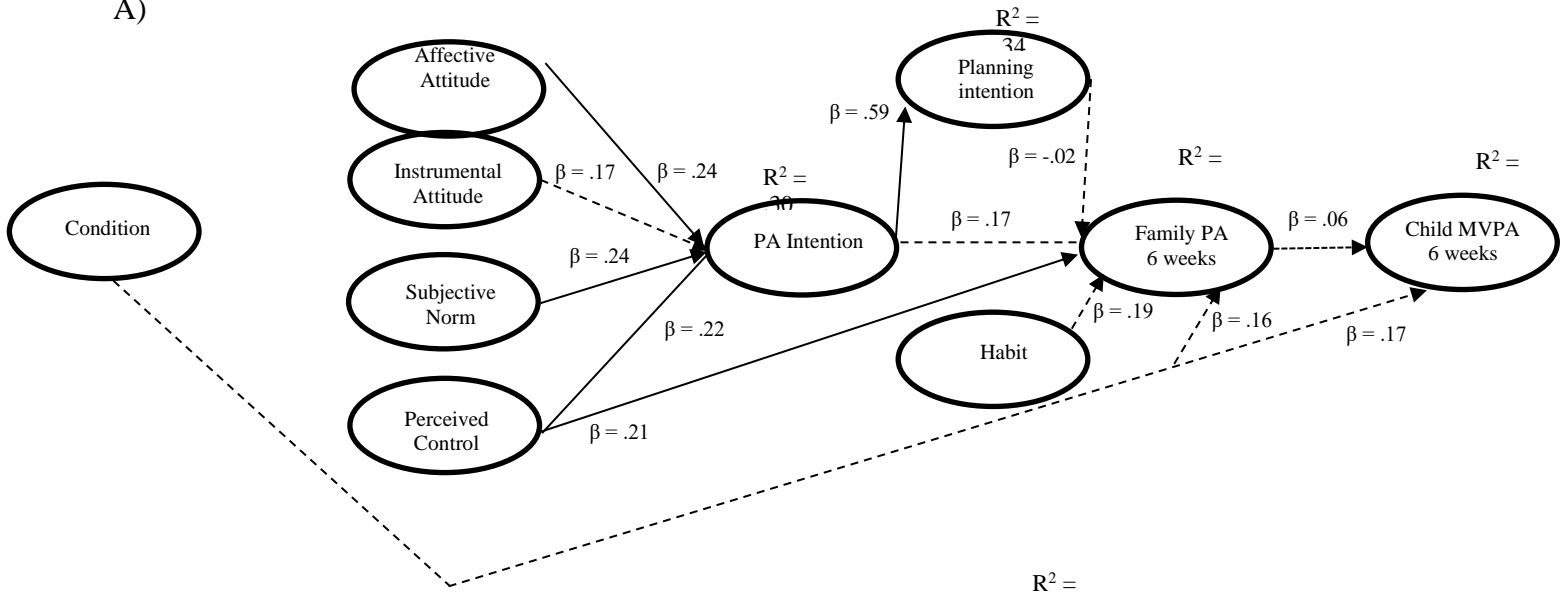 A)
R² =
34
Affective
Attitude
Planning
intention
β = .59
β = -.02
R² =
R² =
Instrumental
Attitude
β = .17
β = .24
R² =
Condition
PA Intention
β = .17
Family PA
6 weeks
β = .06
Child MVPA
6 weeks
β = .24
Subjective
Norm
β = .22
β = .19
β = .16
β = .17
Habit
Perceived
Control
β = .21
R² =